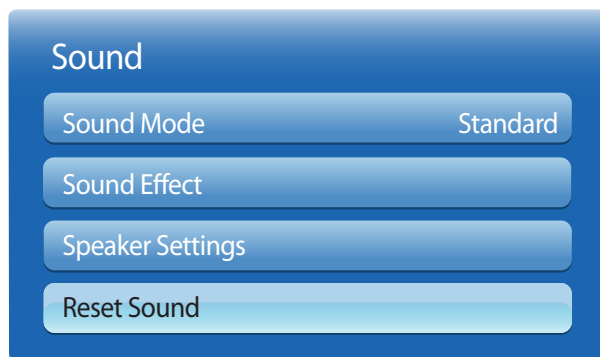 Sound
Sound Mode Standard
Sound Effect
Speaker Settings
Reset Sound